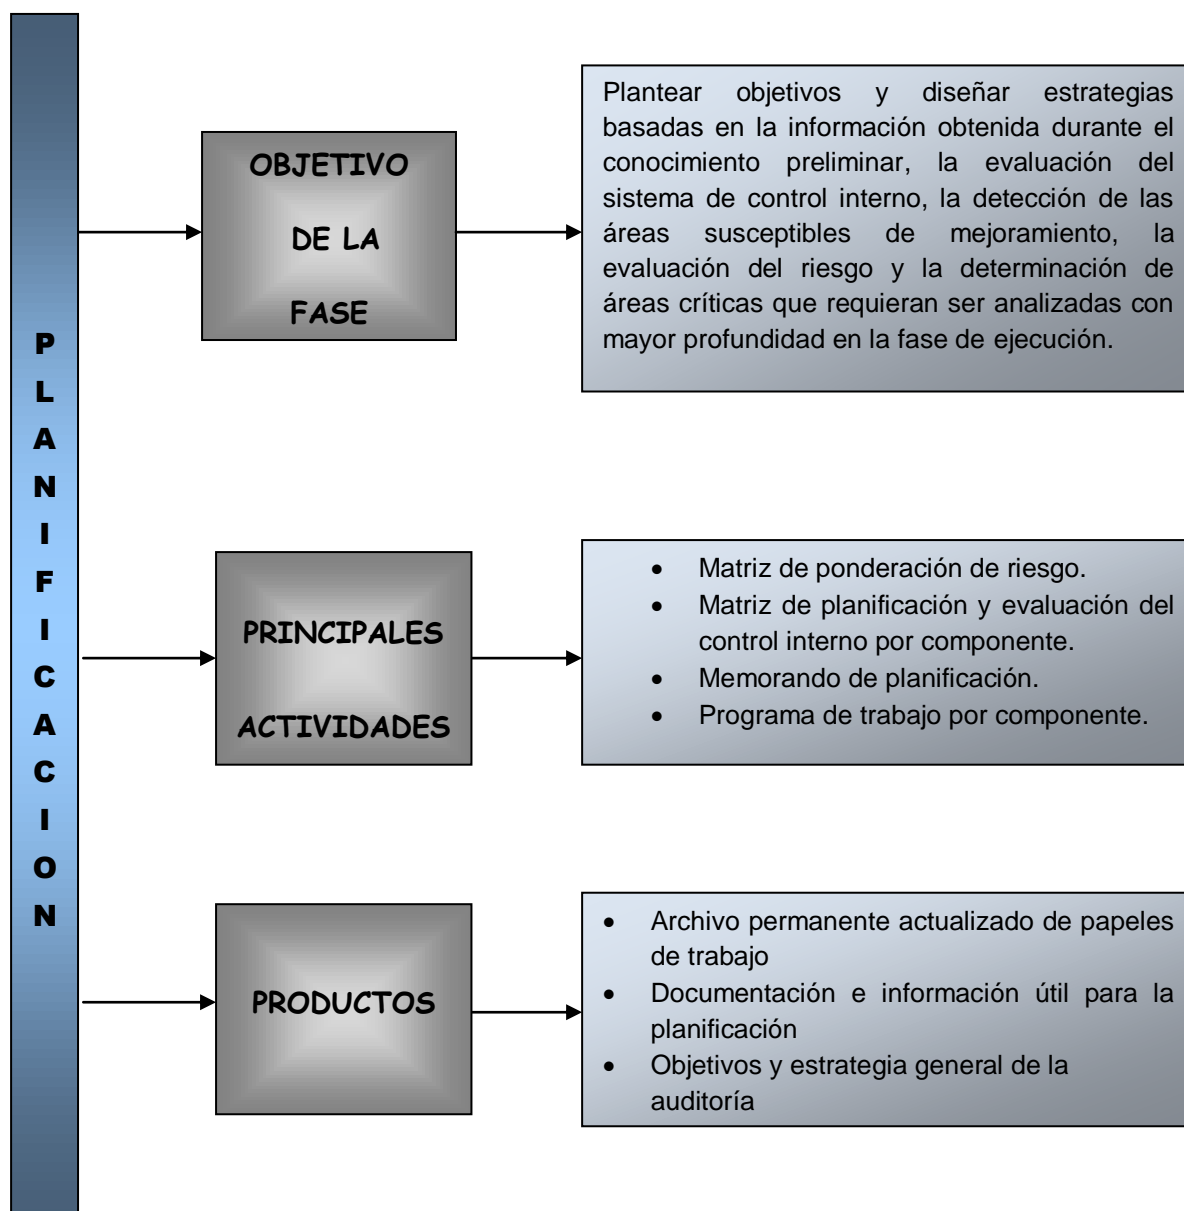 PLANIFICACION
OBJETIVO
DE LA
FASE
Plantear objetivos y diseñar estrategias
basadas en la información obtenida durante el
conocimiento preliminar, la evaluación del
sistema de control interno, la detección de las
áreas susceptibles de mejoramiento, la
evaluación del riesgo y la determinación de
áreas críticas que requieran ser analizadas con
mayor profundidad en la fase de ejecución.
PRINCIPALES
ACTIVIDADES
• Matriz de ponderación de riesgo.
• Matriz de planificación y evaluación del
control interno por componente.
• Memorando de planificación.
• Programa de trabajo por componente.
PRODUCTOS
• Archivo permanente actualizado de papeles
de trabajo
• Documentación e información útil para la
planificación
• Objetivos y estrategia general de la
auditoría